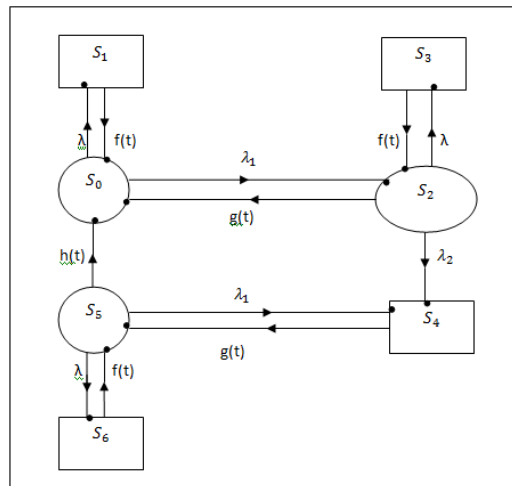 S₁ S₃
λ f(t) f(t) λ
λ₁
S₀ S₂
g(t)
h(t) λ₂
λ₁
S₅ S₄
g(t)
λ f(t)
S₆